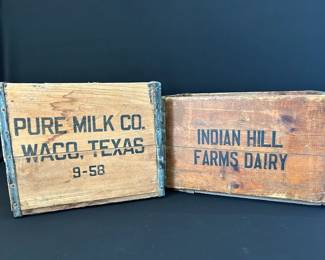 PURE MILK CO.
WACO, TEXAS
9-58
INDIAN HILL
FARMS DAIRY